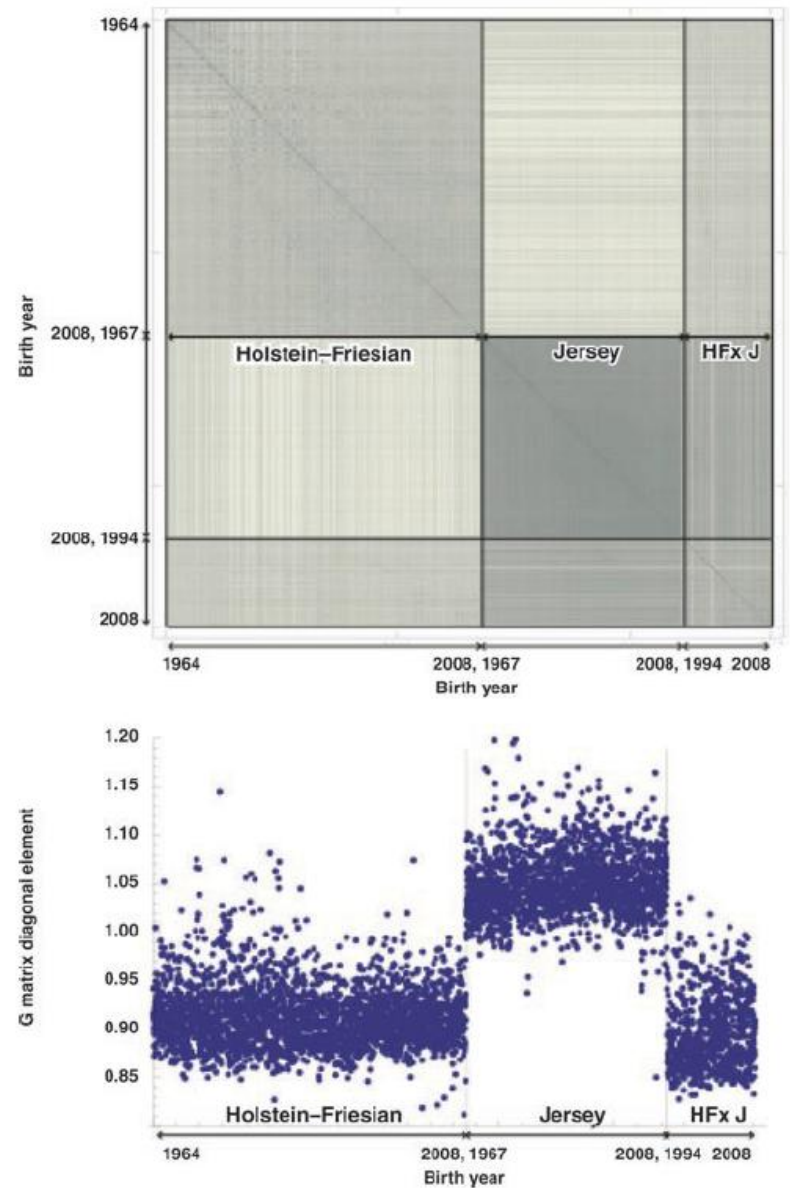 1964
Birth year
2008, 1967
Holstein–Friesian
Jersey
HFx J
2008, 1994
2008
1964
2008, 1967
2008, 1994
2008
Birth year
1.20
1.15
1.10
1.05
1.00
0.95
0.90
0.85
G matrix diagonal element
Holstein–Friesian
Jersey
HFx J
1964
2008, 1967
2008, 1994
2008
Birth year